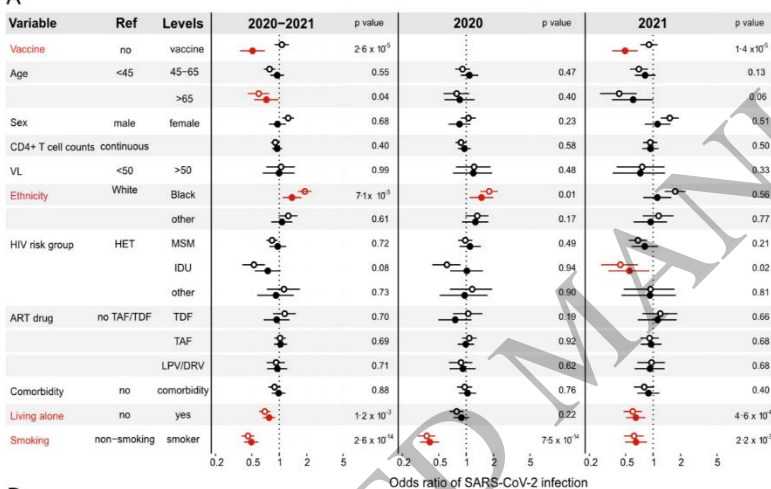 Variable Ref Levels 2020−2021 p value 2020 p value 2021 p value
Vaccine no vaccine 2·6 x 10⁻⁵ 1·4 x 10⁻⁵
Age <45 45−65 0.55 0.47 0.13
>65 0.04 0.40 0.06
Sex male female 0.68 0.23 0.51
CD4+ T cell counts continuous 0.40 0.58 0.50
VL <50 >50 0.99 0.48 0.33
Ethnicity White Black 7·1 x 10⁻³ 0.01 0.56
other 0.61 0.17 0.77
HIV risk group HET MSM 0.72 0.49 0.21
IDU 0.08 0.94 0.02
other 0.73 0.90 0.81
ART drug no TAF/TDF TDF 0.70 0.19 0.66
TAF 0.69 0.92 0.68
LPV/DRV 0.71 0.62 0.68
Comorbidity no comorbidity 0.88 0.76 0.40
Living alone no yes 1·2 x 10⁻³ 0.22 4·6 x 10⁻⁴
Smoking non−smoking smoker 2·6 x 10⁻¹⁴ 7·5 x 10⁻¹⁴ 2·2 x 10⁻³
0.2 0.5 1 2 5 0.2 0.5 1 2 5 0.2 0.5 1 2 5
Odds ratio of SARS−CoV−2 infection